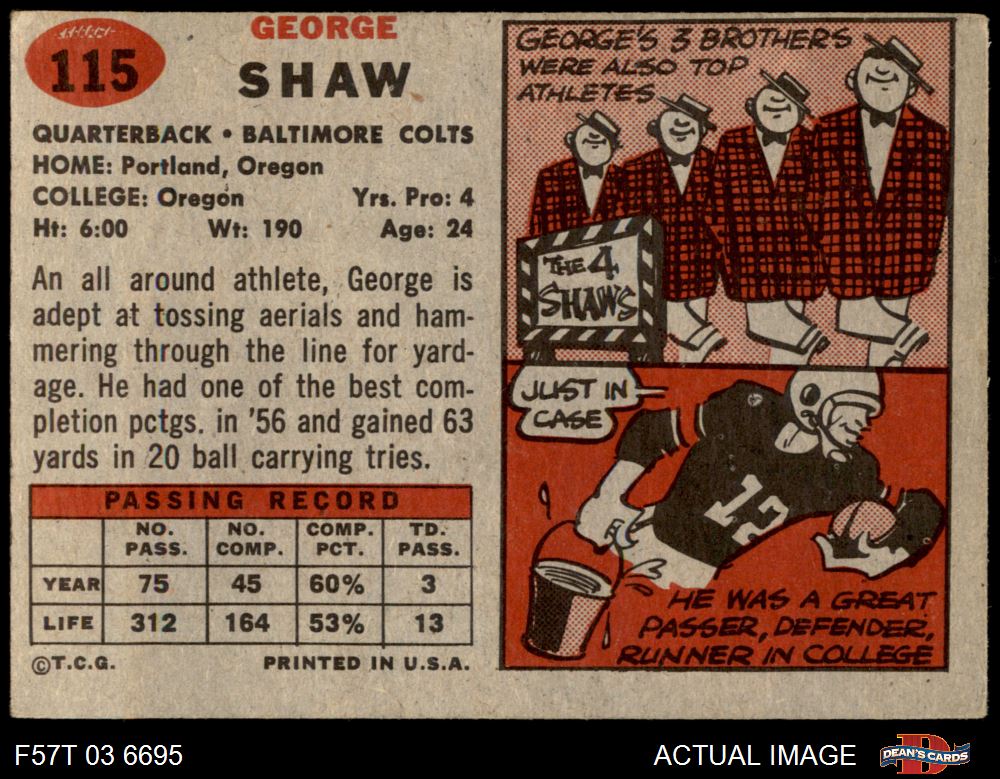 115
GEORGE
SHAW
QUARTERBACK • BALTIMORE COLTS
HOME: Portland, Oregon
COLLEGE: Oregon Yrs. Pro: 4
Ht: 6:00 Wt: 190 Age: 24
An all around athlete, George is
adept at tossing aerials and ham-
mering through the line for yard-
age. He had one of the best com-
pletion pctgs. in '56 and gained 63
yards in 20 ball carrying tries.
PASSING RECORD
NO. PASS. NO. COMP. COMP. PCT. TD. PASS.
YEAR 75 45 60% 3
LIFE 312 164 53% 13
©T.C.G. PRINTED IN U.S.A.
GEORGE'S 3 BROTHERS
WERE ALSO TOP
ATHLETES
THE 4
SHAWS
JUST IN
CASE
12
HE WAS A GREAT
PASSER, DEFENDER,
RUNNER IN COLLEGE
F57T 03 6695 ACTUAL IMAGE
DEAN'S CARDS